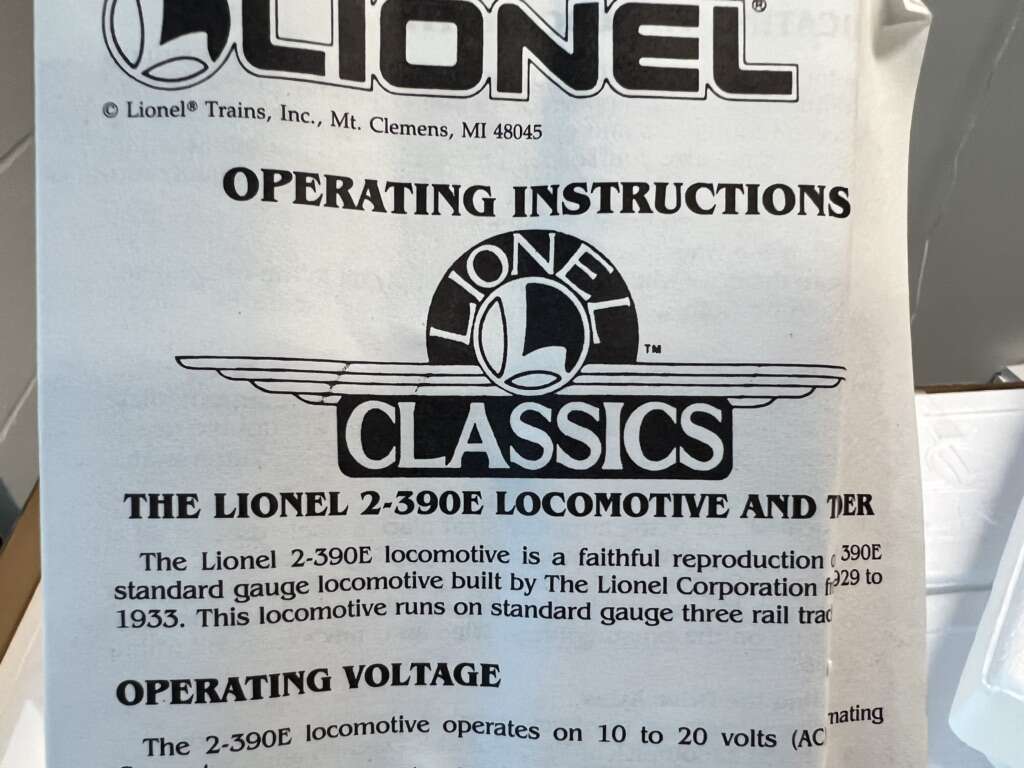 LIONEL®
© Lionel® Trains, Inc., Mt. Clemens, MI 48045
OPERATING INSTRUCTIONS
LIONEL
L
TM
CLASSICS
THE LIONEL 2-390E LOCOMOTIVE AND DER
The Lionel 2-390E locomotive is a faithful reproduction 390E
standard gauge locomotive built by The Lionel Corporation 929 to
1933. This locomotive runs on standard gauge three rail
OPERATING VOLTAGE
The 2-390E locomotive operates on 10 to 20 volts (AC nating